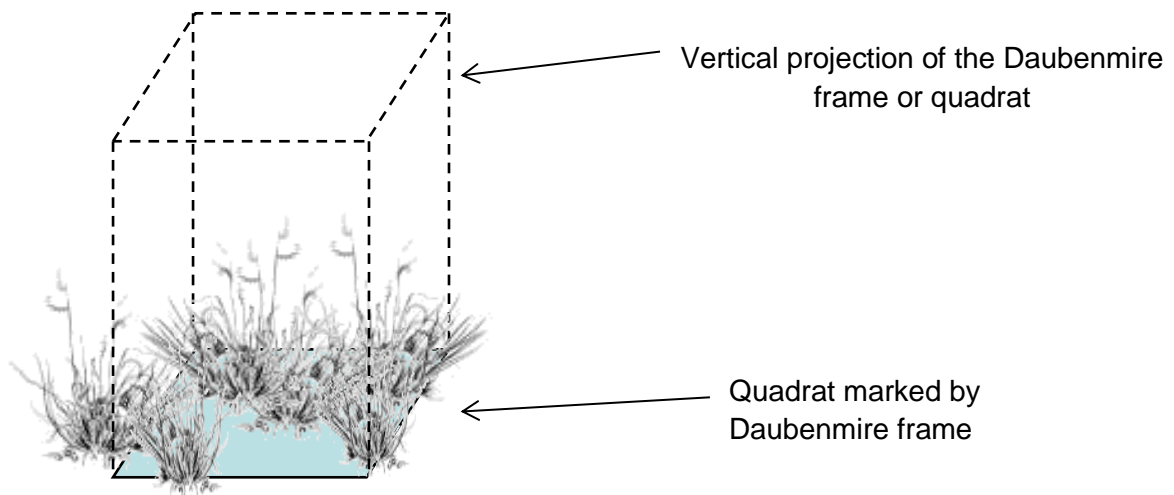 Vertical projection of the Daubenmire
frame or quadrat
Quadrat marked by
Daubenmire frame